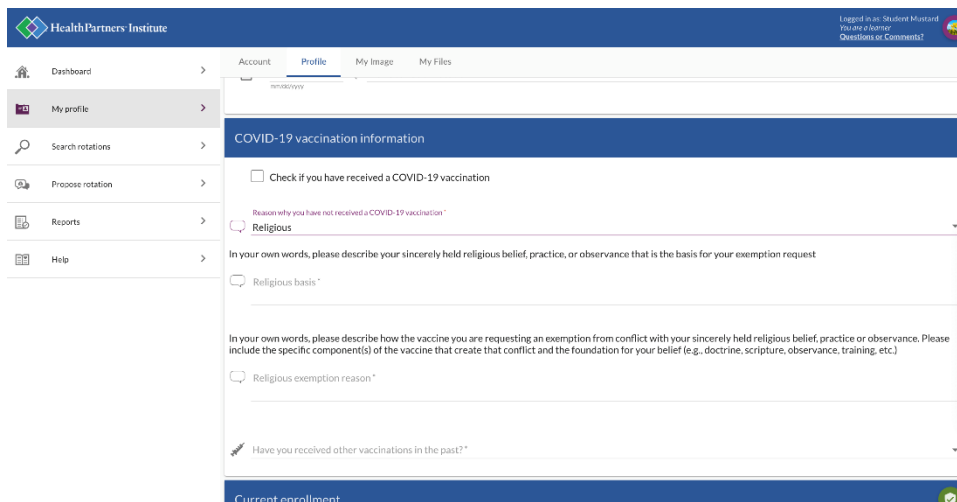 HealthPartners Institute
Logged in as: Student Mustard
You are a learner
Questions or Comments?
Dashboard
My profile
Search rotations
Propose rotation
Reports
Help
Account Profile My Image My Files
mm/dd/yyyy
COVID-19 vaccination information
Check if you have received a COVID-19 vaccination
Reason why you have not received a COVID-19 vaccination *
Religious
In your own words, please describe your sincerely held religious belief, practice, or observance that is the basis for your exemption request
Religious basis *
In your own words, please describe how the vaccine you are requesting an exemption from conflict with your sincerely held religious belief, practice or observance. Please
include the specific component(s) of the vaccine that create that conflict and the foundation for your belief (e.g., doctrine, scripture, observance, training, etc.)
Religious exemption reason *
Have you received other vaccinations in the past? *
Current enrollment